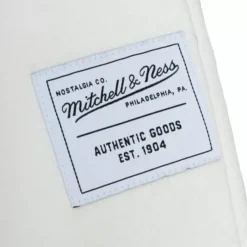 NOSTALGIA CO.
Mitchell & Ness
PHILADELPHIA, PA.
AUTHENTIC GOODS
EST. 1904